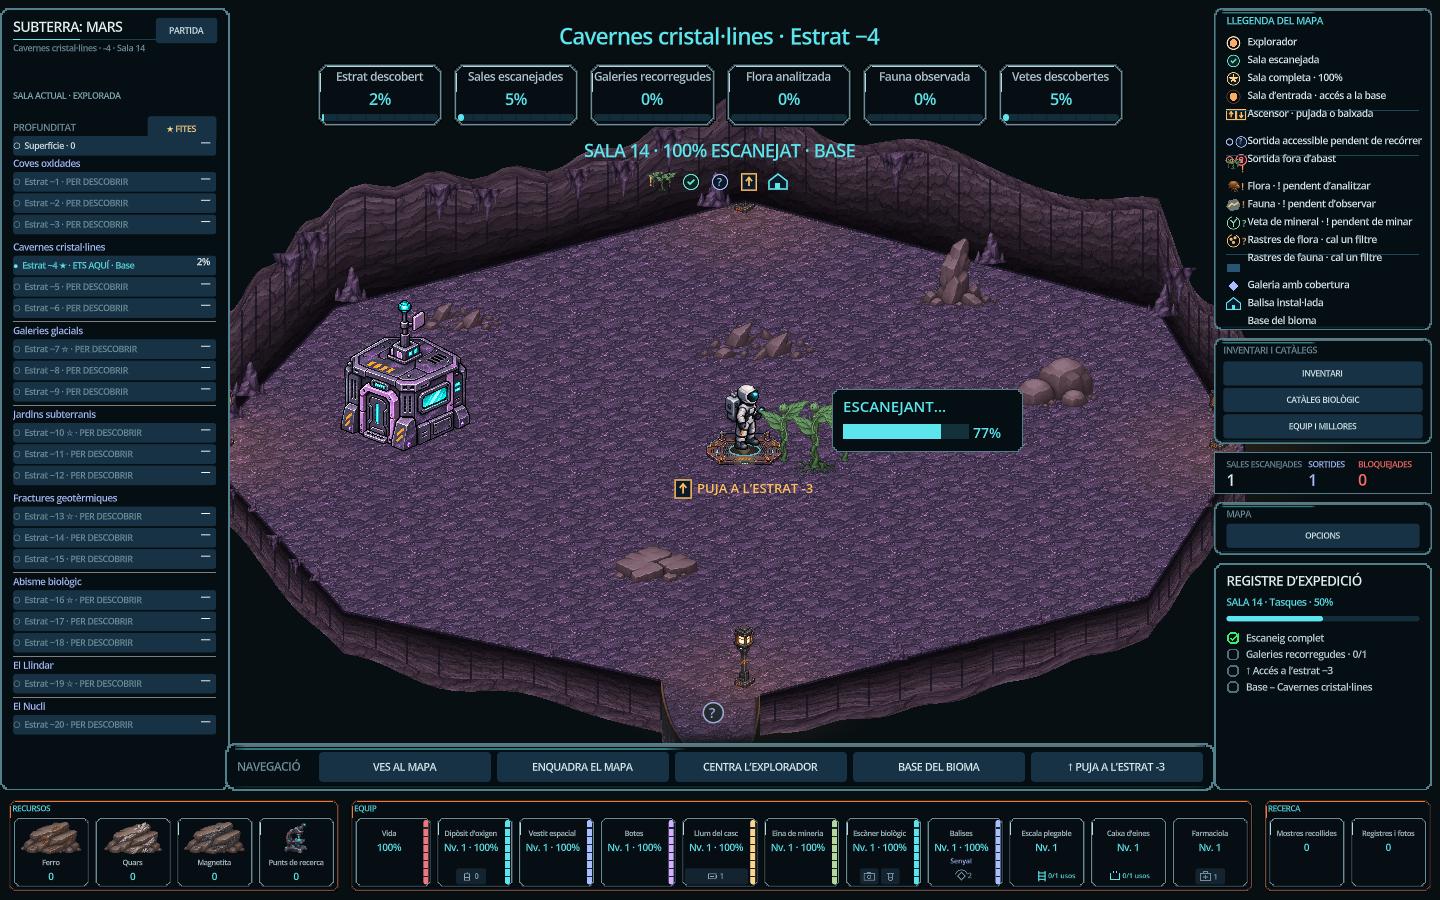 SUBTERRA: MARS
PARTIDA
Cavernes cristal·lines · -4 · Sala 14
SALA ACTUAL · EXPLORADA
PROFUNDITAT
★ FITES
Superfície · 0 —
Coves oxidades
Estrat −1 · PER DESCOBRIR —
Estrat −2 · PER DESCOBRIR —
Estrat −3 · PER DESCOBRIR —
Cavernes cristal·lines
Estrat −4 ★ · ETS AQUÍ · Base 2%
Estrat −5 · PER DESCOBRIR —
Estrat −6 · PER DESCOBRIR —
Galeries glacials
Estrat −7 ☆ · PER DESCOBRIR —
Estrat −8 · PER DESCOBRIR —
Estrat −9 · PER DESCOBRIR —
Jardins subterranis
Estrat −10 ☆ · PER DESCOBRIR —
Estrat −11 · PER DESCOBRIR —
Estrat −12 · PER DESCOBRIR —
Fractures geotèrmiques
Estrat −13 ☆ · PER DESCOBRIR —
Estrat −14 · PER DESCOBRIR —
Estrat −15 · PER DESCOBRIR —
Abisme biològic
Estrat −16 ☆ · PER DESCOBRIR —
Estrat −17 · PER DESCOBRIR —
Estrat −18 · PER DESCOBRIR —
El Llindar
Estrat −19 ☆ · PER DESCOBRIR —
El Nucli
Estrat −20 · PER DESCOBRIR —
Cavernes cristal·lines · Estrat −4
Estrat descobert
2%
Sales escanejades
5%
Galeries recorregudes
0%
Flora analitzada
0%
Fauna observada
0%
Vetes descobertes
5%
SALA 14 · 100% ESCANEJAT · BASE
! ? ↑
ESCANEJANT...
77%
↑ PUJA A L'ESTRAT -3
?
NAVEGACIÓ
VES AL MAPA
ENQUADRA EL MAPA
CENTRA L'EXPLORADOR
BASE DEL BIOMA
↑ PUJA A L'ESTRAT -3
LLEGENDA DEL MAPA
Explorador
Sala escanejada
Sala completa · 100%
Sala d'entrada · accés a la base
Ascensor · pujada o baixada
Sortida accessible pendent de recórrer
Sortida fora d'abast
Flora · ! pendent d'analitzar
Fauna · ! pendent d'observar
Veta de mineral · ! pendent de minar
Rastres de flora · cal un filtre
Rastres de fauna · cal un filtre
Galeria amb cobertura
Balisa instal·lada
Base del bioma
INVENTARI I CATÀLEGS
INVENTARI
CATÀLEG BIOLÒGIC
EQUIP I MILLORES
SALES ESCANEJADES SORTIDES BLOQUEJADES
1 1 0
MAPA
OPCIONS
REGISTRE D'EXPEDICIÓ
SALA 14 · Tasques · 50%
Escaneig complet
Galeries recorregudes · 0/1
↑ Accés a l'estrat −3
Base – Cavernes cristal·lines
RECURSOS
Ferro
0
Quars
0
Magnetita
0
Punts de recerca
0
EQUIP
Vida
100%
Dipòsit d'oxigen
Nv. 1 · 100%
0
Vestit espacial
Nv. 1 · 100%
Botes
Nv. 1 · 100%
Llum del casc
Nv. 1 · 100%
1
Eina de mineria
Nv. 1 · 100%
Escàner biològic
Nv. 1 · 100%
Balises
Nv. 1 · 100%
Senyal
2
Escala plegable
Nv. 1
0/1 usos
Caixa d'eines
Nv. 1
0/1 usos
Farmaciola
Nv. 1
1
RECERCA
Mostres recollides
0
Registres i fotos
0